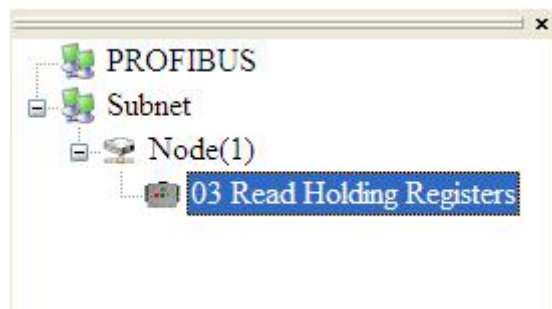 PROFIBUS
Subnet
Node(1)
03 Read Holding Registers